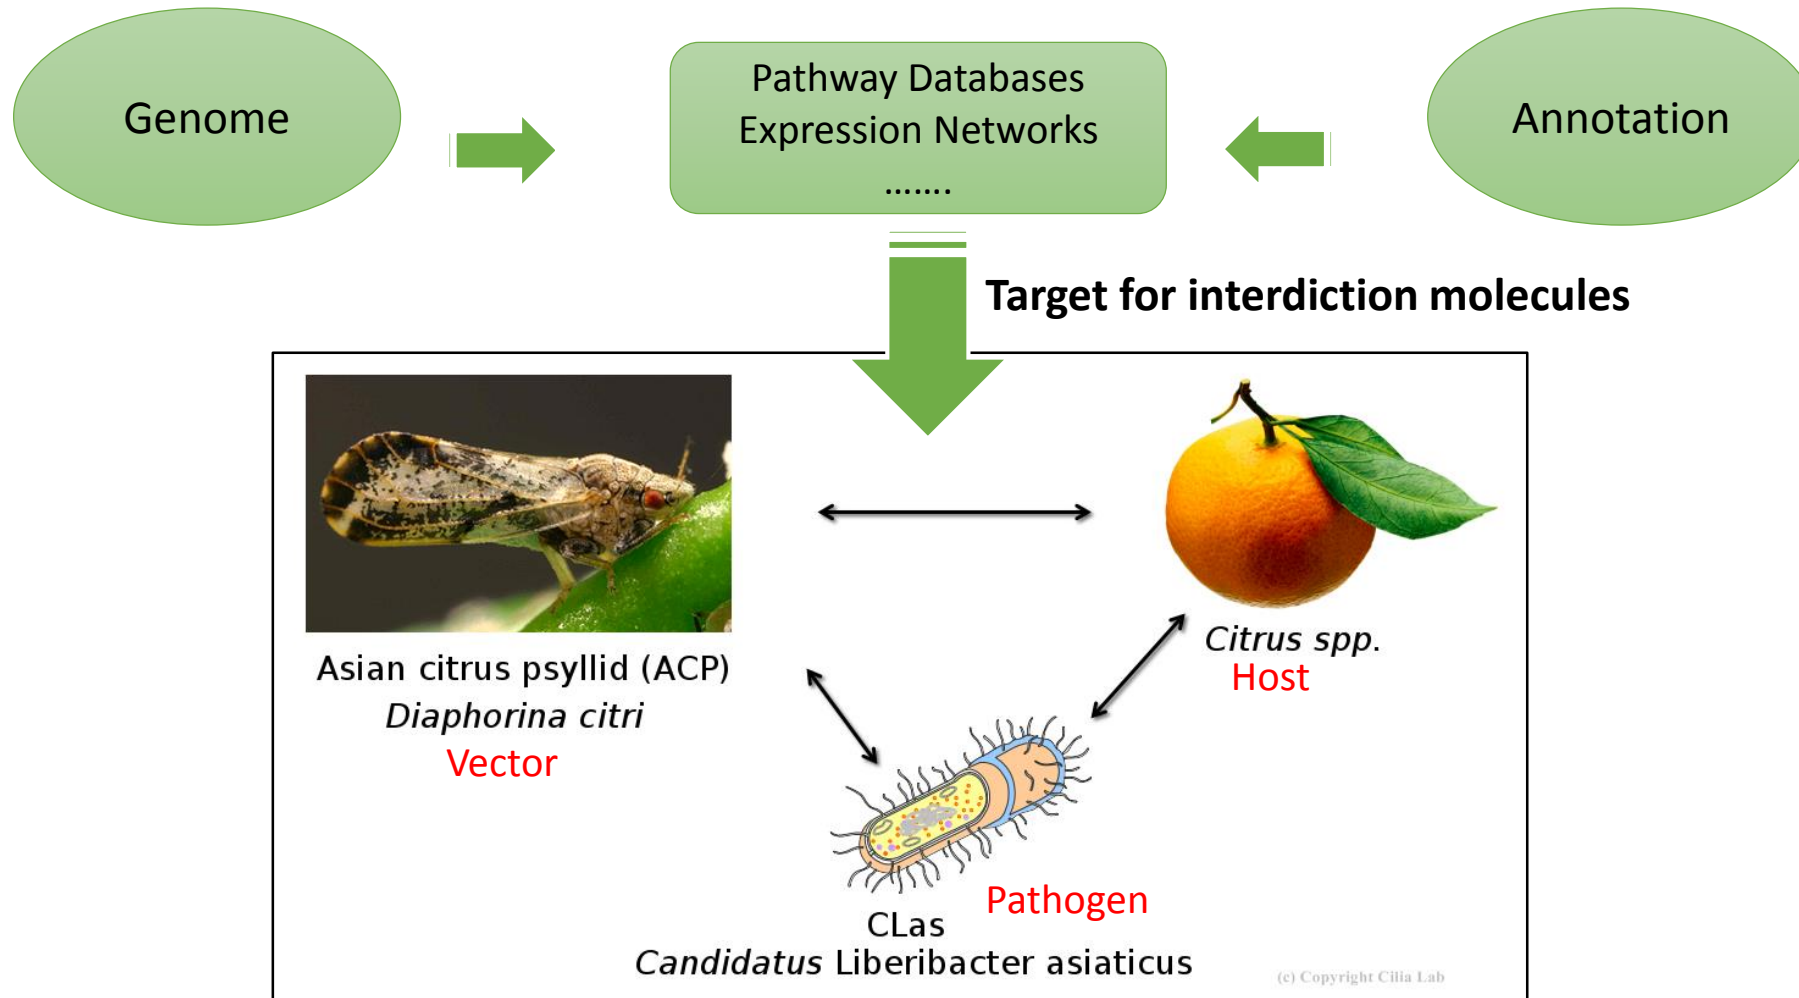 Genome
Pathway Databases
Expression Networks
.......
Annotation
Target for interdiction molecules
Asian citrus psyllid (ACP)
Diaphorina citri
Vector
Citrus spp.
Host
Pathogen
CLas
Candidatus Liberibacter asiaticus
(c) Copyright Cilia Lab